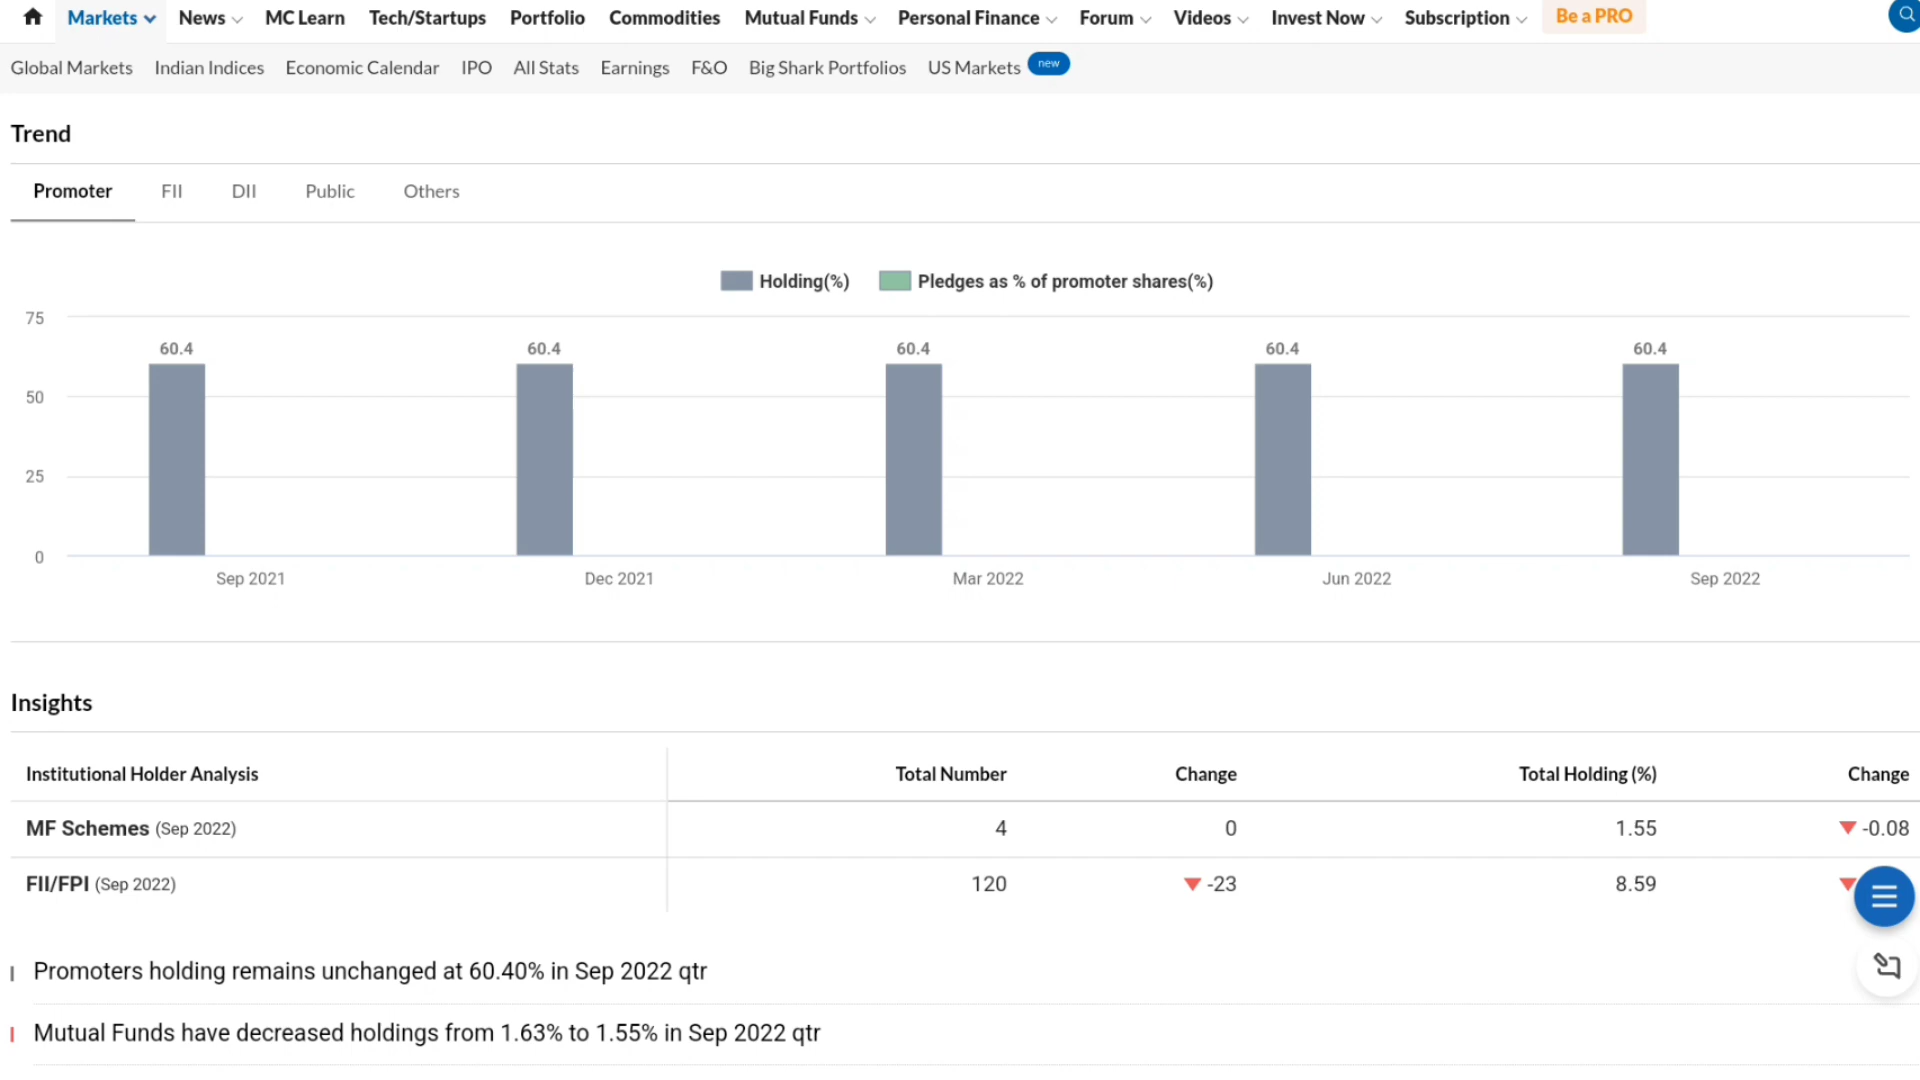 Markets News MC Learn Tech/Startups Portfolio Commodities Mutual Funds Personal Finance Forum Videos Invest Now Subscription Be a PRO
Global Markets Indian Indices Economic Calendar IPO All Stats Earnings F&O Big Shark Portfolios US Markets new
Trend
Promoter FII DII Public Others
Holding(%) Pledges as % of promoter shares(%)
75
60.4 60.4 60.4 60.4 60.4
50
25
0
Sep 2021 Dec 2021 Mar 2022 Jun 2022 Sep 2022
Insights
Institutional Holder Analysis Total Number Change Total Holding (%) Change
MF Schemes (Sep 2022) 4 0 1.55 -0.08
FII/FPI (Sep 2022) 120 -23 8.59
Promoters holding remains unchanged at 60.40% in Sep 2022 qtr
Mutual Funds have decreased holdings from 1.63% to 1.55% in Sep 2022 qtr